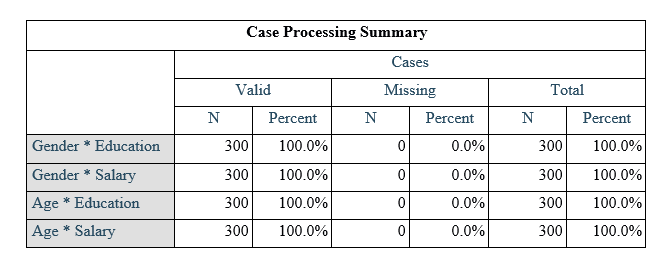 Case Processing Summary
Cases
Valid Missing Total
N Percent N Percent N Percent
Gender * Education 300 100.0% 0 0.0% 300 100.0%
Gender * Salary 300 100.0% 0 0.0% 300 100.0%
Age * Education 300 100.0% 0 0.0% 300 100.0%
Age * Salary 300 100.0% 0 0.0% 300 100.0%